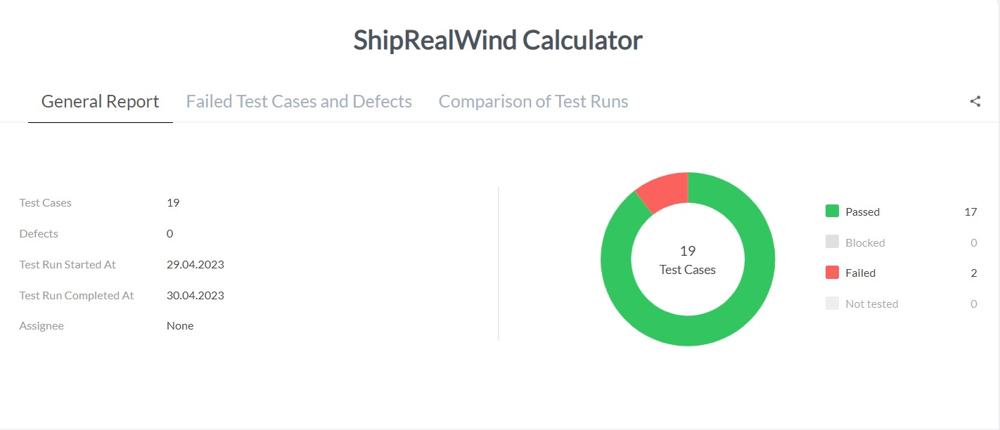 ShipRealWind Calculator
General Report Failed Test Cases and Defects Comparison of Test Runs
Test Cases 19
Defects 0
Test Run Started At 29.04.2023
Test Run Completed At 30.04.2023
Assignee None
19
Test Cases
Passed 17
Blocked 0
Failed 2
Not tested 0